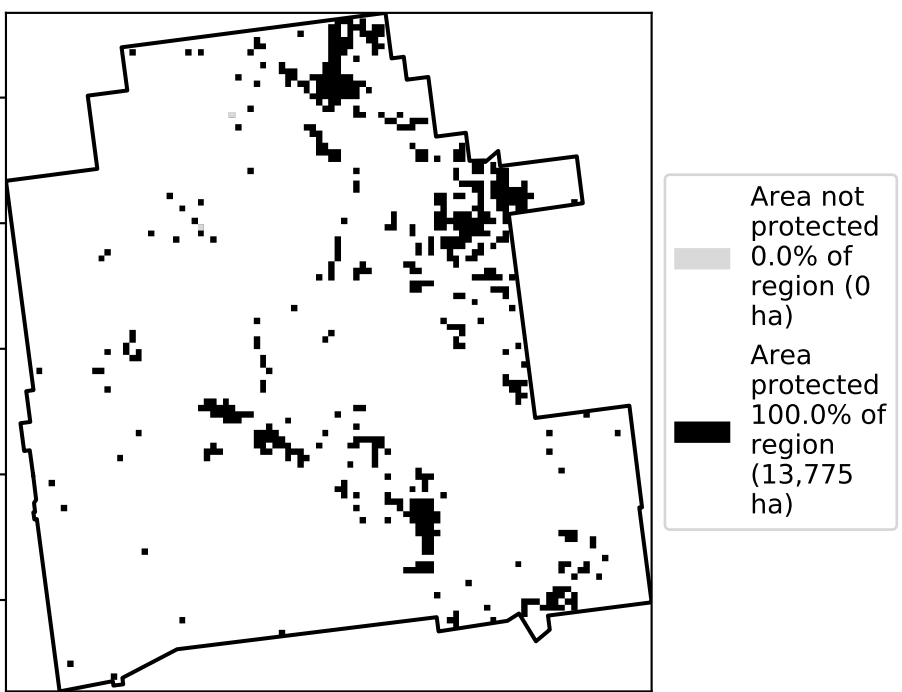 Area not
protected
0.0% of
region (0
ha)
Area
protected
100.0% of
region
(13,775
ha)